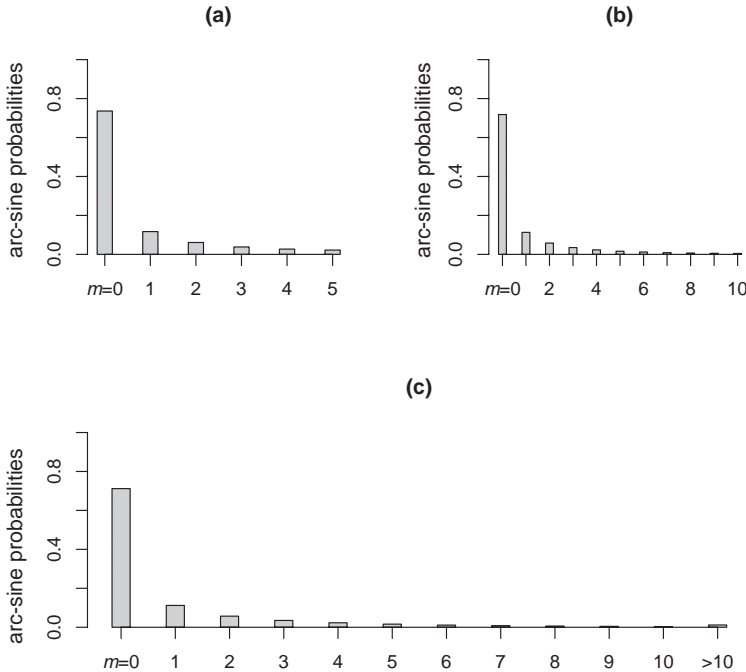 (a)
arc-sine probabilities
0.0 0.4 0.8
m=0 1 2 3 4 5
(b)
arc-sine probabilities
0.0 0.4 0.8
m=0 2 4 6 8 10
(c)
arc-sine probabilities
0.0 0.4 0.8
m=0 1 2 3 4 5 6 7 8 9 10 >10